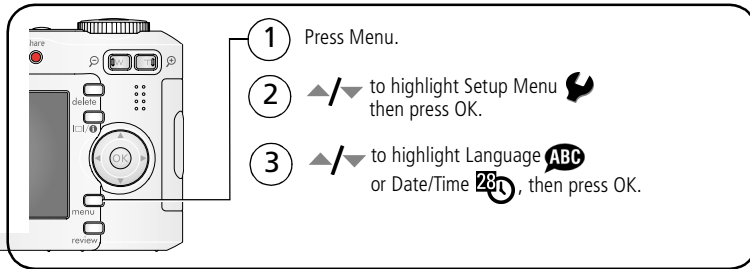 hare
W
T
delete
OK
menu
review
1 Press Menu.
2 / to highlight Setup Menu
then press OK.
3 / to highlight Language ABC
or Date/Time 28 , then press OK.